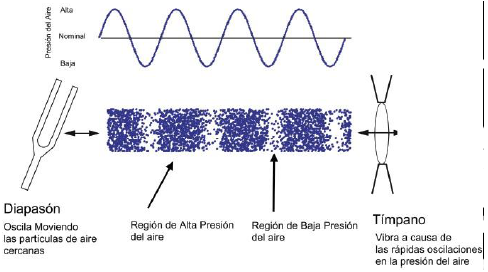 Alta
Presión del Aire
Nominal
Baja
Diapasón
Oscila Moviendo
las particulas de aire
cercanas
Región de Alta Presión
del aire
Región de Baja Presión
del aire
Tímpano
Vibra a causa de
las rápidas oscilaciones
en la presión del aire